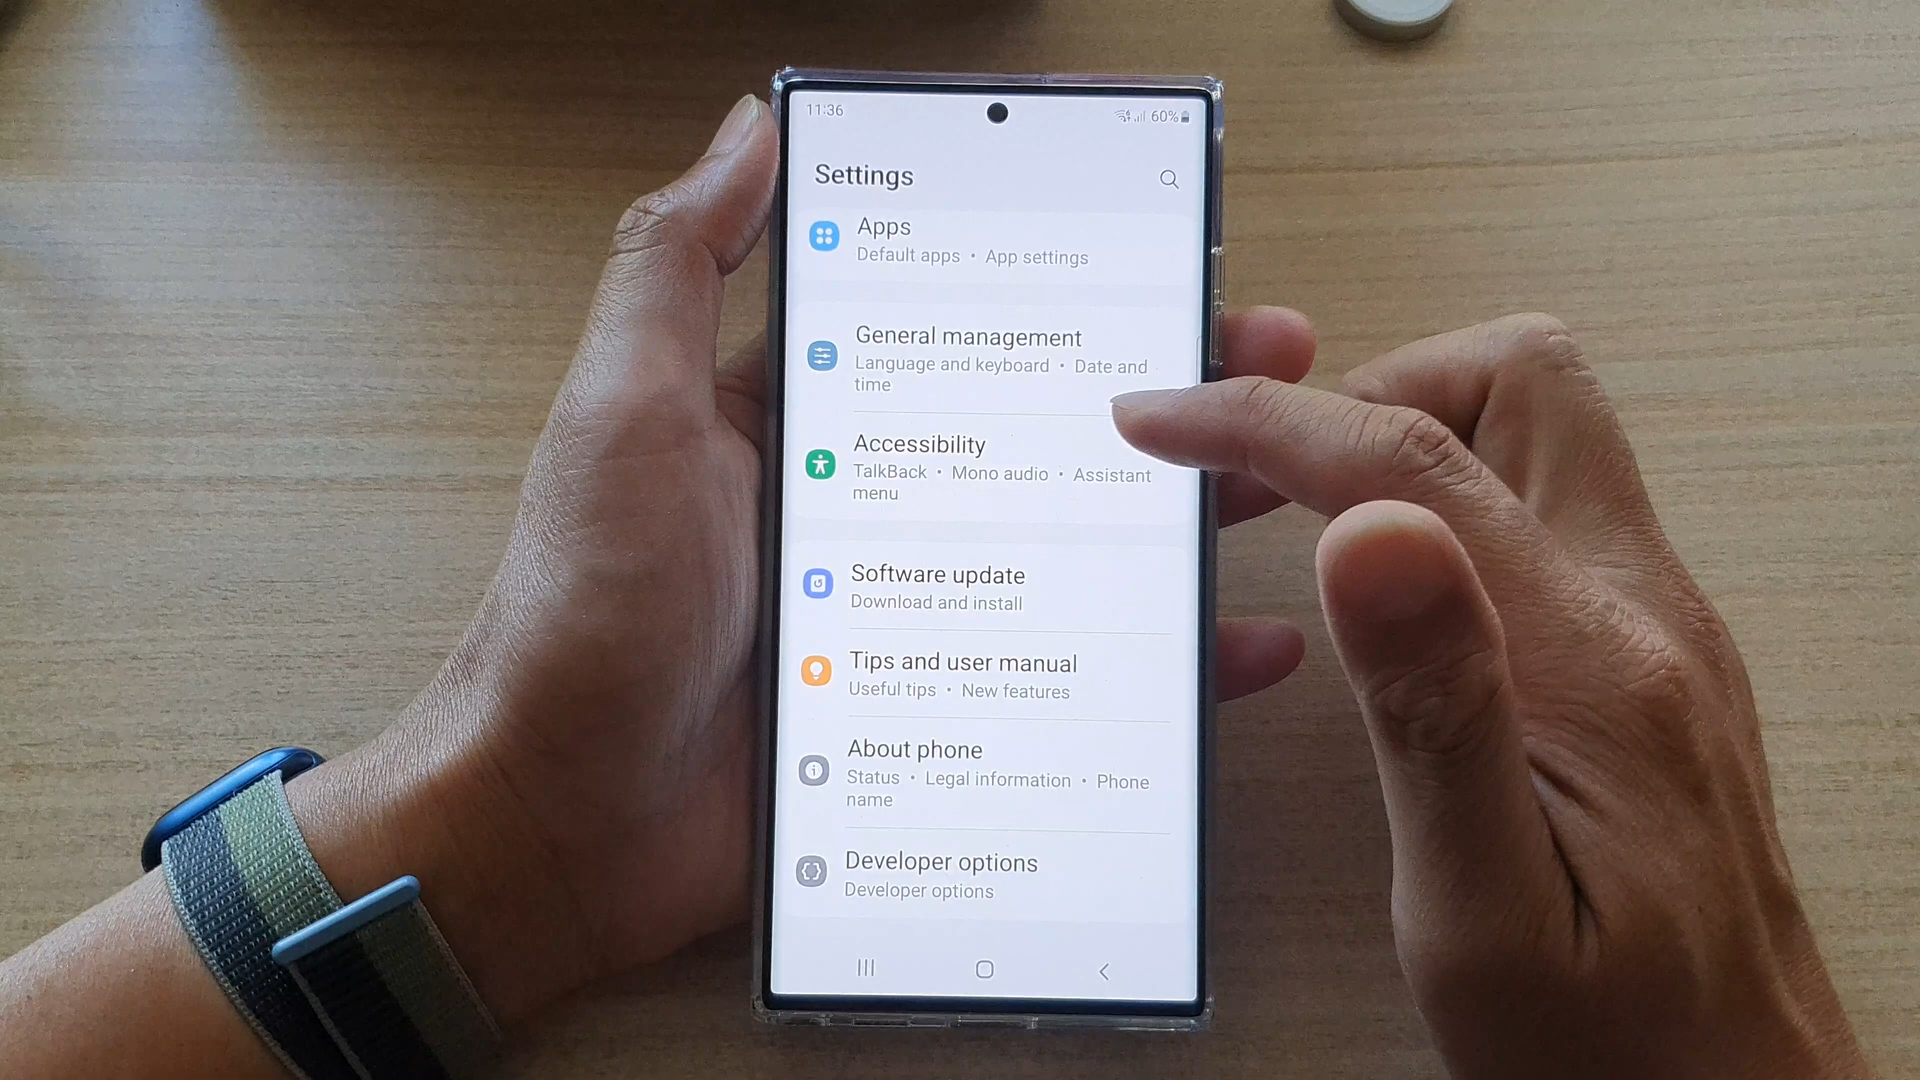 11:36
60%
Settings
Apps
Default apps • App settings
General management
Language and keyboard • Date and
time
Accessibility
TalkBack • Mono audio • Assistant
menu
Software update
Download and install
Tips and user manual
Useful tips • New features
About phone
Status • Legal information • Phone
name
Developer options
Developer options